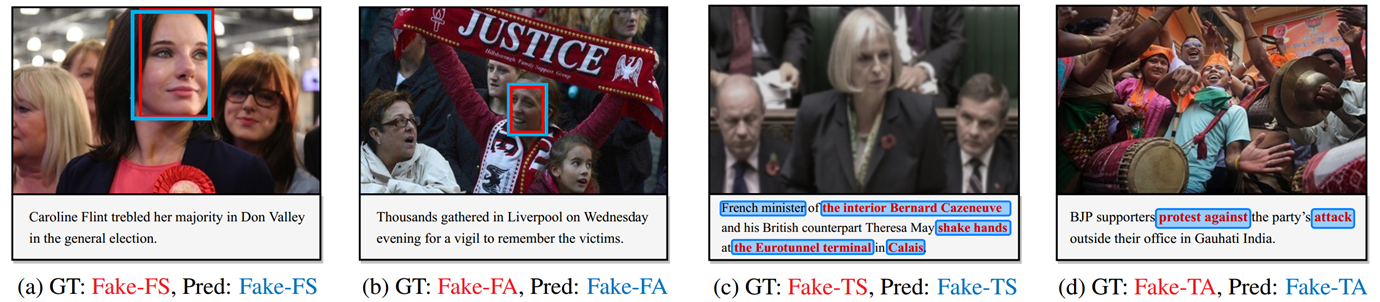 JUSTICE
Hillsborough Family Support Group
Caroline Flint trebled her majority in Don Valley
in the general election.
(a) GT: Fake-FS, Pred: Fake-FS
Thousands gathered in Liverpool on Wednesday
evening for a vigil to remember the victims.
(b) GT: Fake-FA, Pred: Fake-FA
French minister of the interior Bernard Cazeneuve
and his British counterpart Theresa May shake hands
at the Eurotunnel terminal in Calais.
(c) GT: Fake-TS, Pred: Fake-TS
BJP supporters protest against the party's attack
outside their office in Gauhati India.
(d) GT: Fake-TA, Pred: Fake-TA